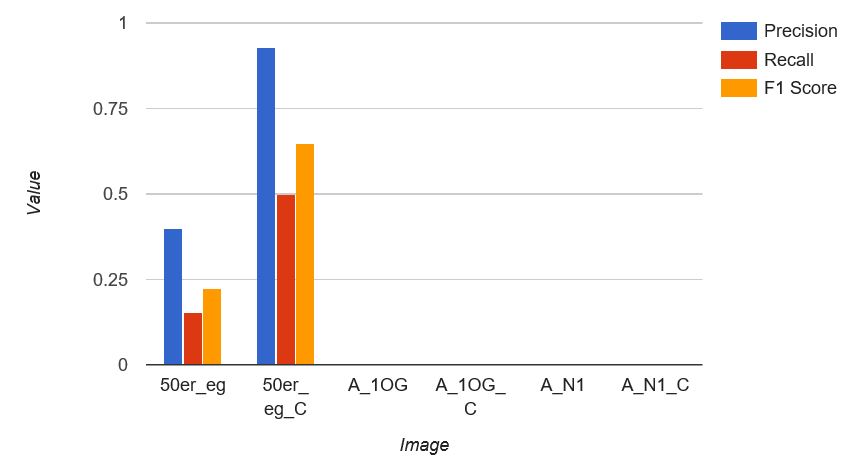 1
0.75
0.5
0.25
0
Value
50er_eg
50er_
eg_C
A_1OG
A_1OG_
C
A_N1
A_N1_C
Image
Precision
Recall
F1 Score